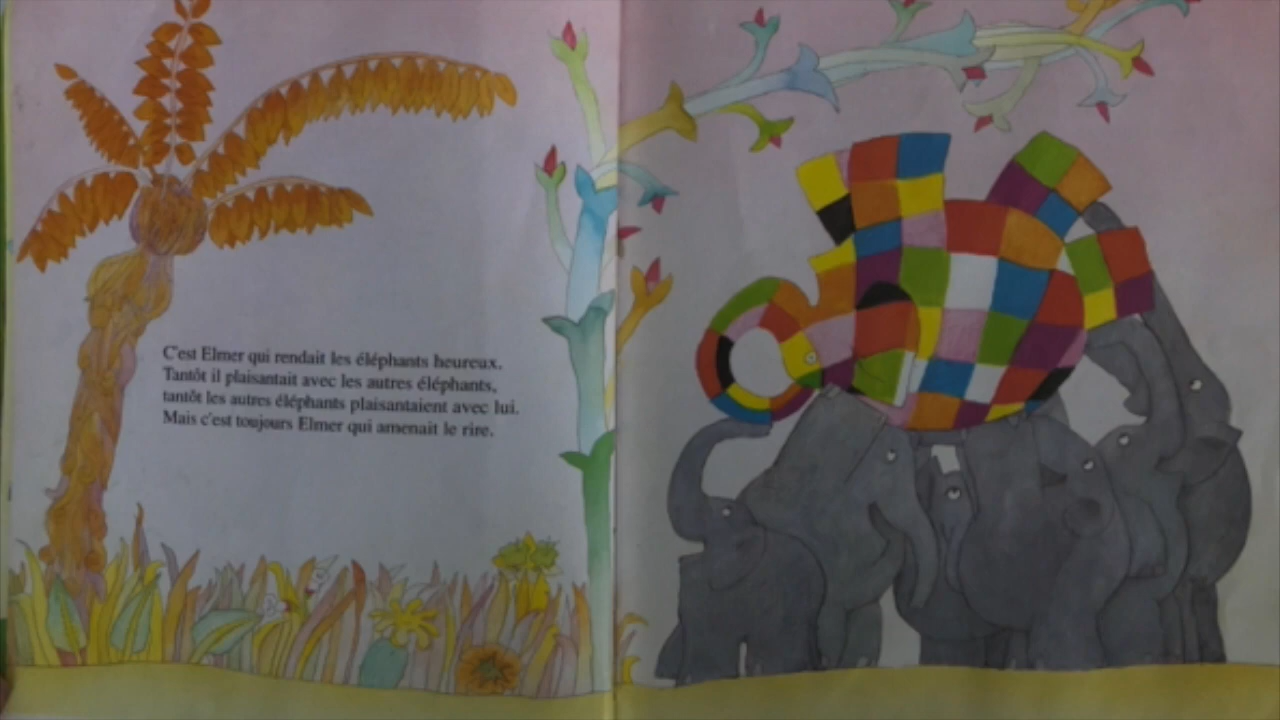 C'est Elmer qui rendait les éléphants heureux.
Tantôt il plaisantait avec les autres éléphants,
tantôt les autres éléphants plaisantaient avec lui.
Mais c'est toujours Elmer qui amenait le rire.